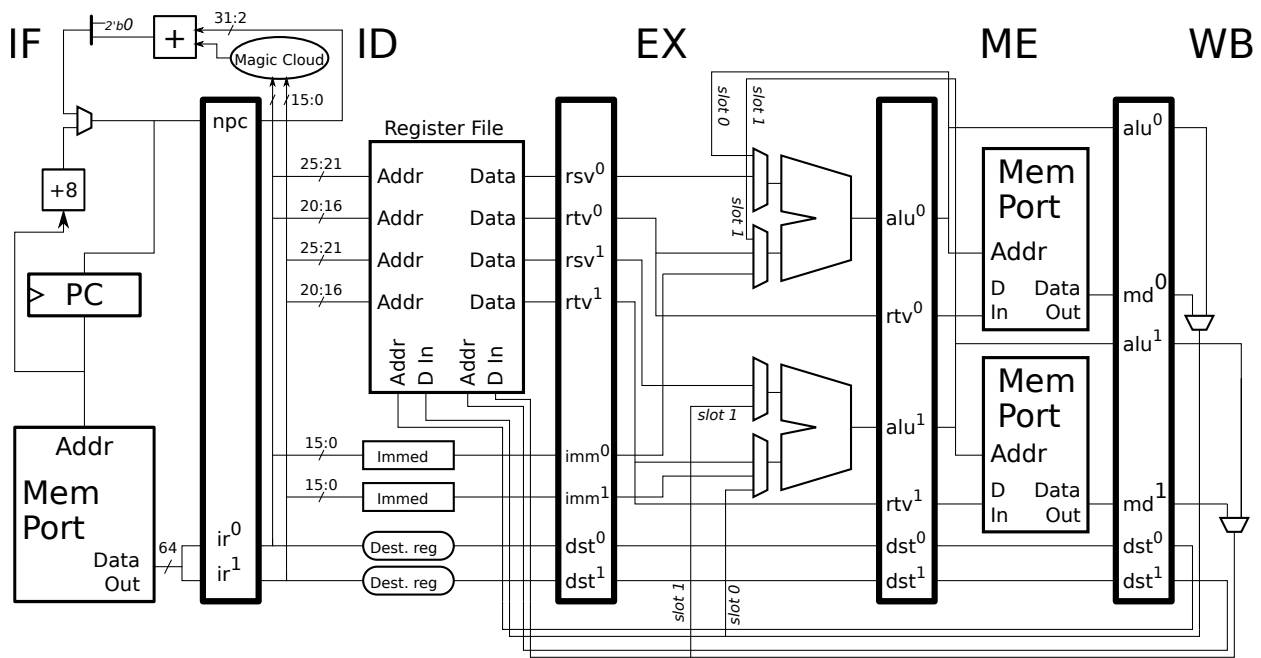 IF
ID
EX
ME
WB
2'b0
+
31:2
Magic Cloud
15:0
npc
+8
PC
Addr
Mem
Port
Data
Out
64
ir0
ir1
Register File
25:21
Addr
Data
20:16
Addr
Data
25:21
Addr
Data
20:16
Addr
Data
Addr
D In
Addr
D In
15:0
Immed
15:0
Immed
Dest. reg
Dest. reg
rsv0
rtv0
rsv1
rtv1
imm0
imm1
dst0
dst1
slot 0
slot 1
slot 1
slot 1
slot 1
slot 0
alu0
rtv0
alu1
rtv1
dst0
dst1
Mem
Port
Addr
D
In
Data
Out
Mem
Port
Addr
D
In
Data
Out
alu0
md0
alu1
md1
dst0
dst1